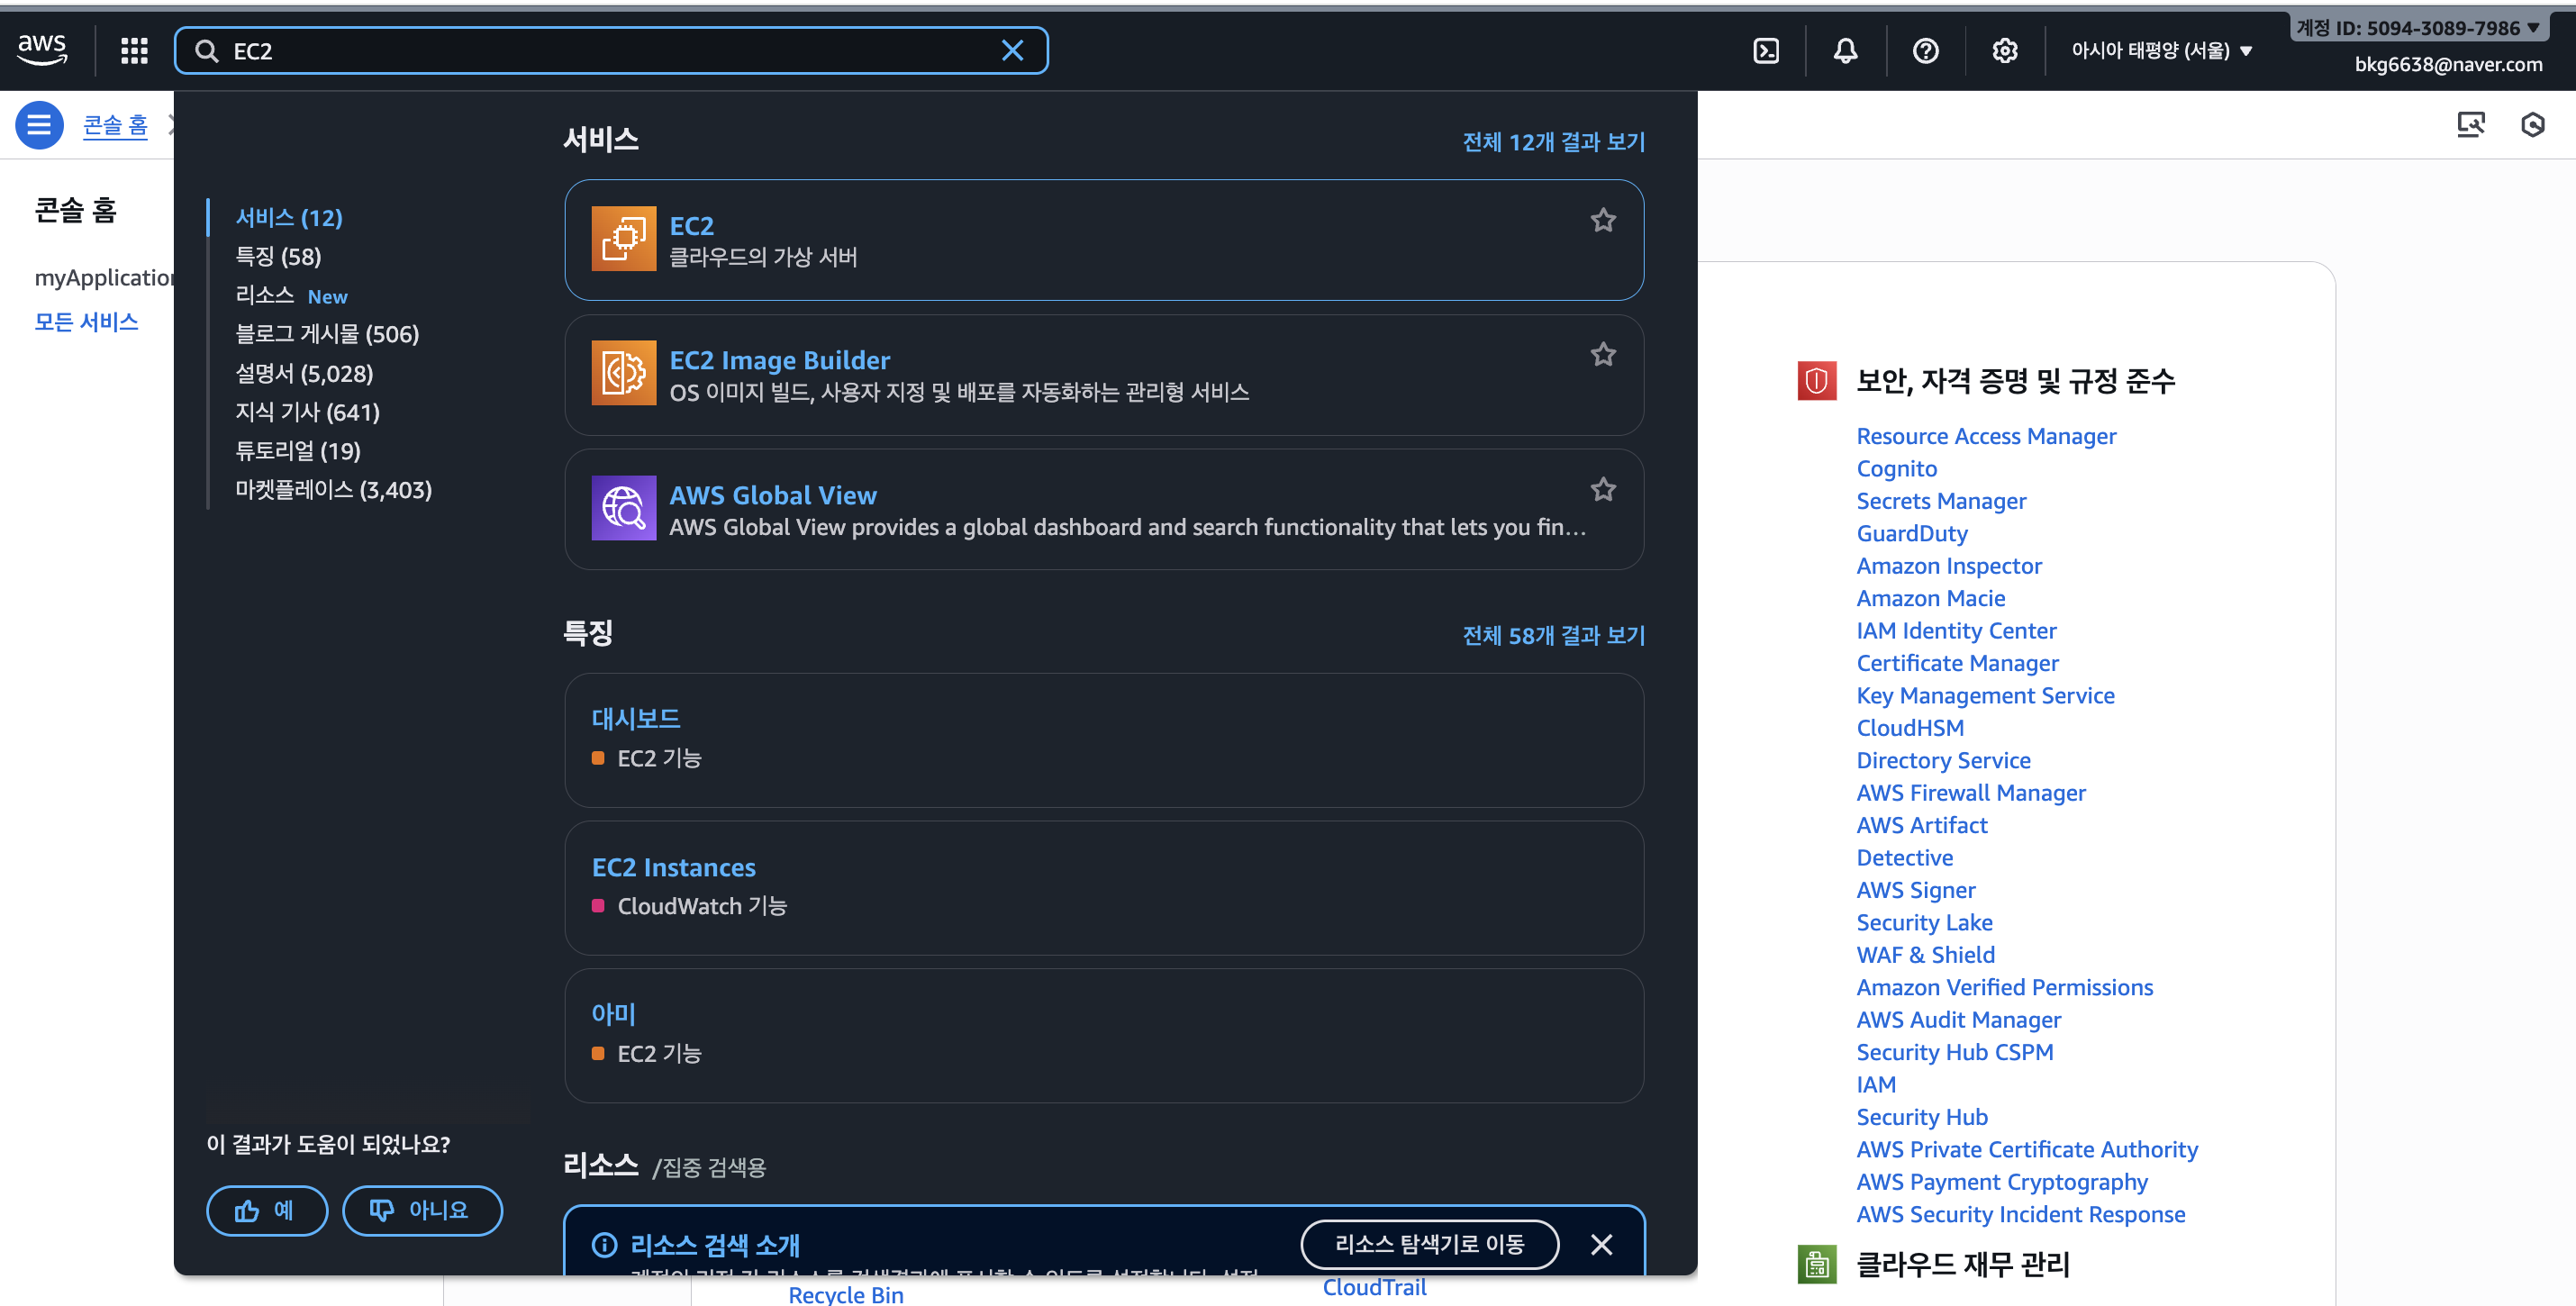 aws
EC2
아시아 태평양 (서울) ▼
계정 ID: 5094-3089-7986 ▼
bkg6638@naver.com
콘솔 홈
콘솔 홈
myApplication
모든 서비스
서비스 (12)
특징 (58)
리소스 New
블로그 게시물 (506)
설명서 (5,028)
지식 기사 (641)
튜토리얼 (19)
마켓플레이스 (3,403)
이 결과가 도움이 되었나요?
예
아니요
서비스
전체 12개 결과 보기
EC2
클라우드의 가상 서버
EC2 Image Builder
OS 이미지 빌드, 사용자 지정 및 배포를 자동화하는 관리형 서비스
AWS Global View
AWS Global View provides a global dashboard and search functionality that lets you fin...
특징
전체 58개 결과 보기
대시보드
EC2 기능
EC2 Instances
CloudWatch 기능
아미
EC2 기능
리소스 /집중 검색용
리소스 검색 소개
리소스 탐색기로 이동
Recycle Bin
CloudTrail
보안, 자격 증명 및 규정 준수
Resource Access Manager
Cognito
Secrets Manager
GuardDuty
Amazon Inspector
Amazon Macie
IAM Identity Center
Certificate Manager
Key Management Service
CloudHSM
Directory Service
AWS Firewall Manager
AWS Artifact
Detective
AWS Signer
Security Lake
WAF & Shield
Amazon Verified Permissions
AWS Audit Manager
Security Hub CSPM
IAM
Security Hub
AWS Private Certificate Authority
AWS Payment Cryptography
AWS Security Incident Response
클라우드 재무 관리